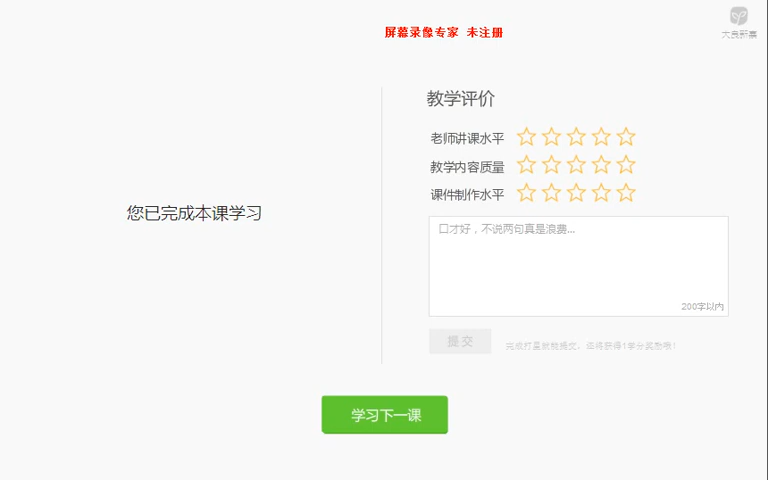 屏幕录像专家 未注册
大良新嘉
教学评价
老师讲课水平
教学内容质量
课件制作水平
您已完成本课学习
口才好，不说两句真是浪费...
200字以内
提交
完成打星就能提交，还将获得1学分奖励哦！
学习下一课